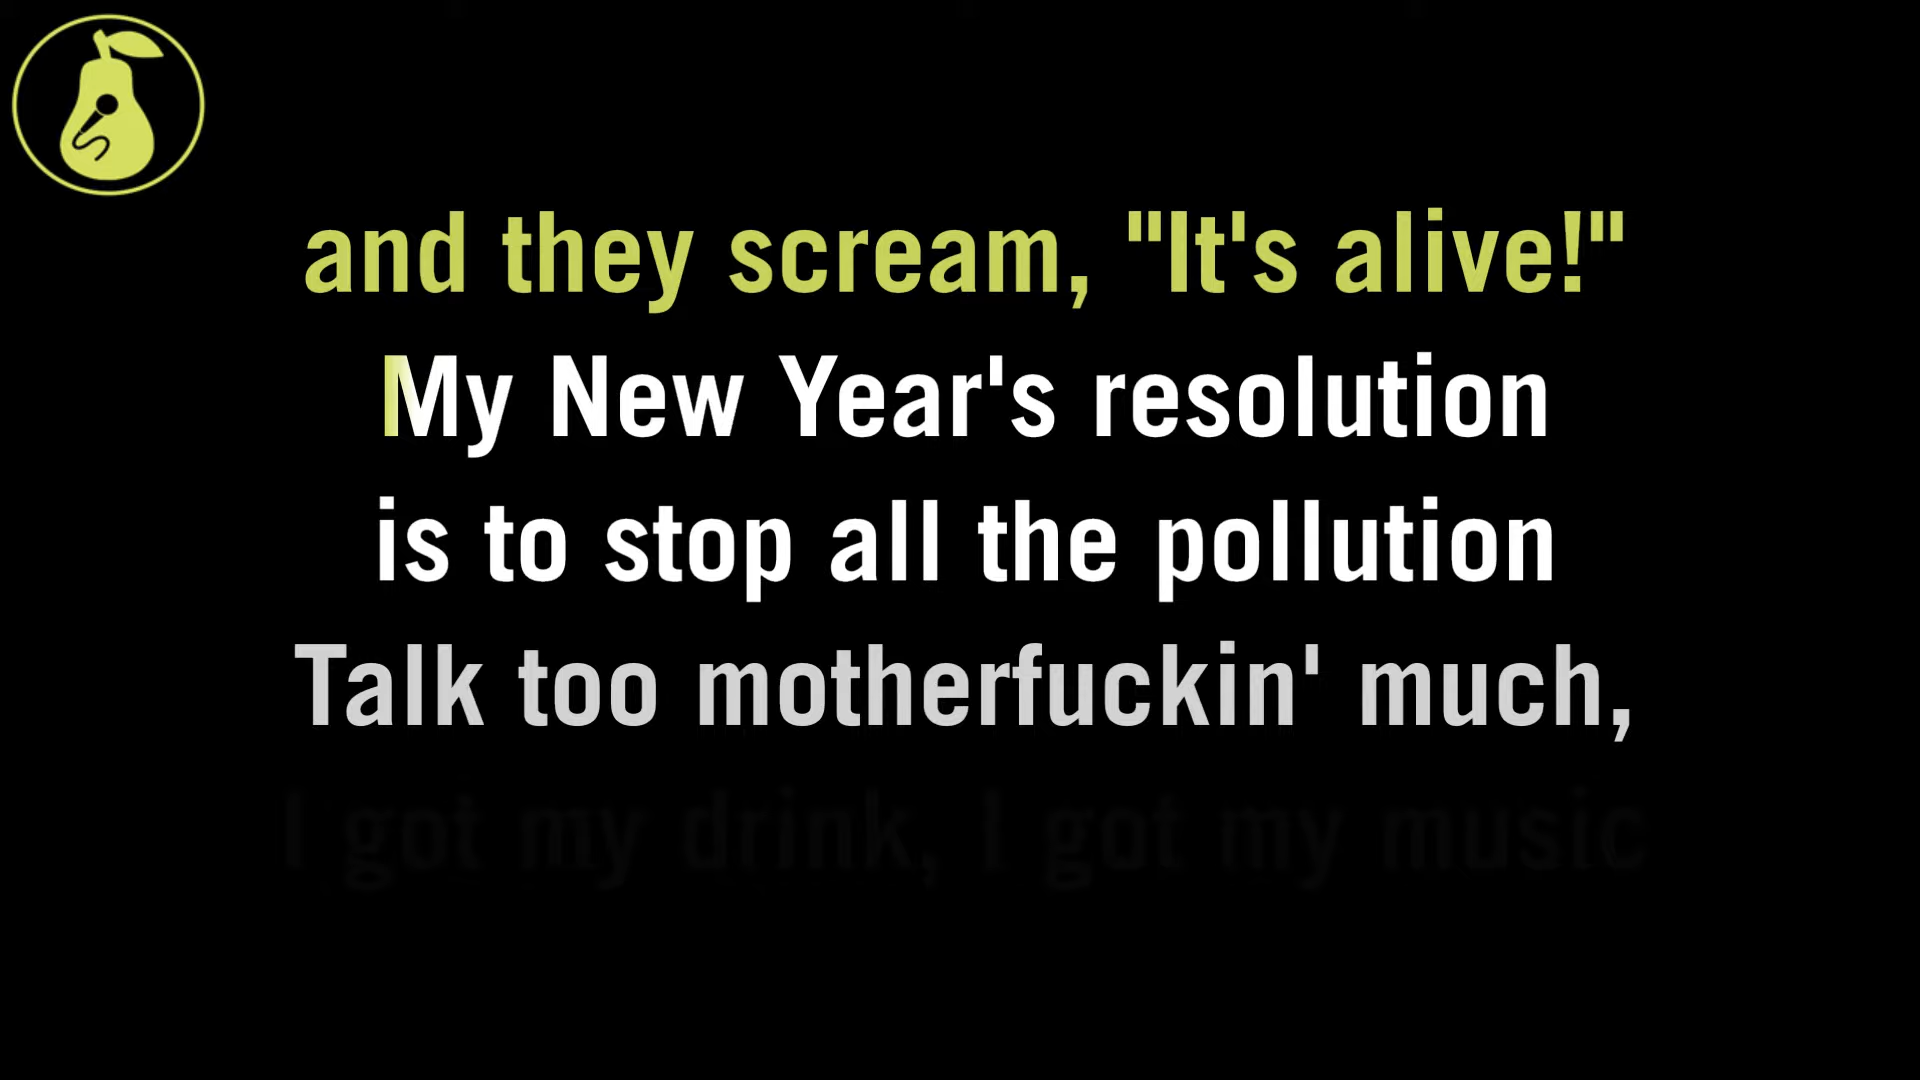 and they scream, "It's alive!"
My New Year's resolution
is to stop all the pollution
Talk too motherfuckin' much,
I got my drink, I got my music